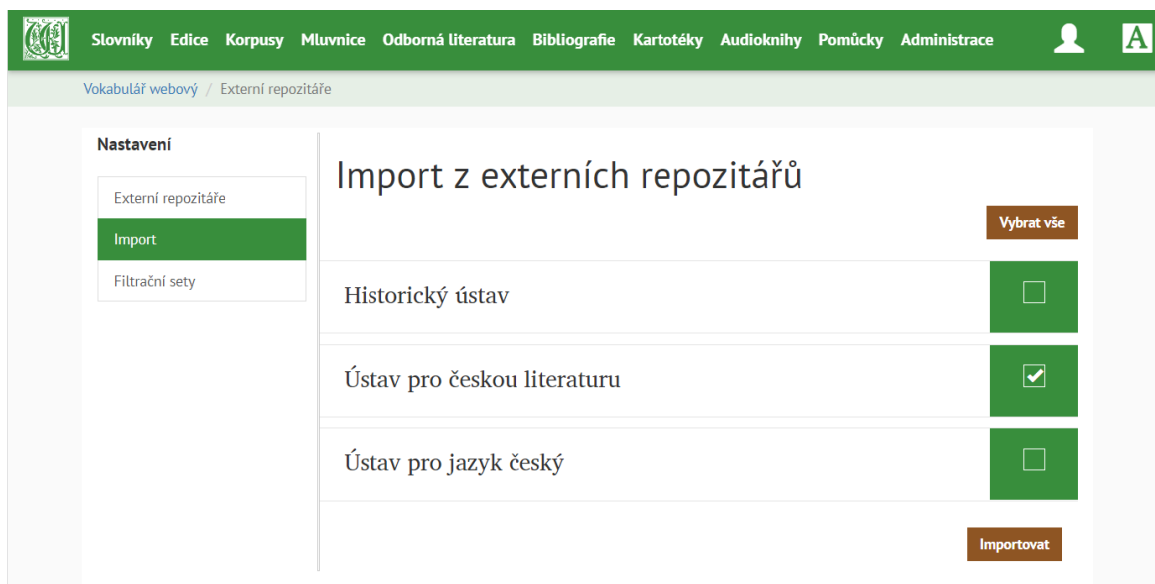 Slovníky Edice Korpusy Mluvnice Odborná literatura Bibliografie Kartotéky Audioknihy Pomůcky Administrace A
Vokabulář webový / Externí repozitáře
Nastavení
Externí repozitáře
Import
Filtrační sety
Import z externích repozitářů
Vybrat vše
Historický ústav
Ústav pro českou literaturu
Ústav pro jazyk český
Importovat